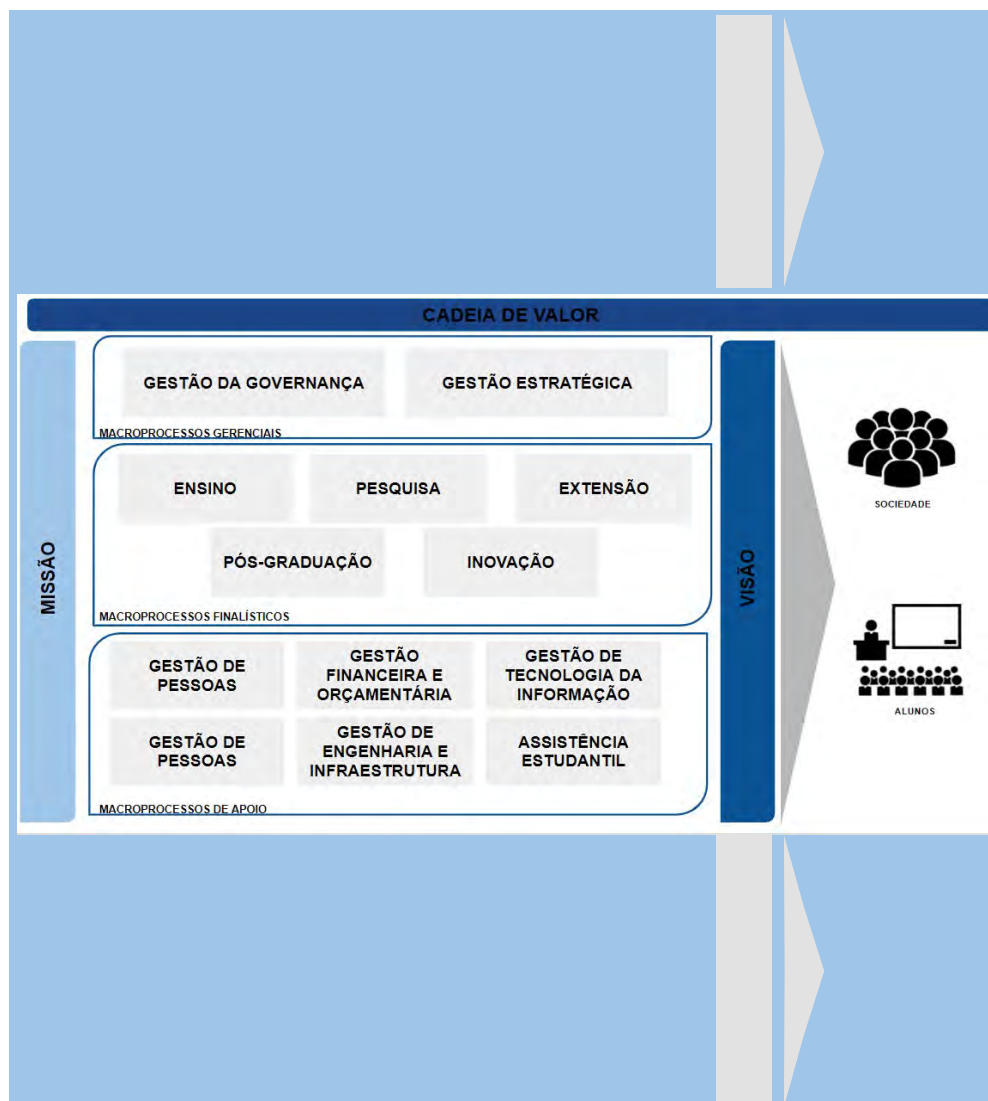 CADEIA DE VALOR
MISSÃO
GESTÃO DA GOVERNANÇA
GESTÃO ESTRATÉGICA
MACROPROCESSOS GERENCIAIS
ENSINO
PESQUISA
EXTENSÃO
PÓS-GRADUAÇÃO
INOVAÇÃO
MACROPROCESSOS FINALÍSTICOS
GESTÃO DE
PESSOAS
GESTÃO
FINANCEIRA E
ORÇAMENTÁRIA
GESTÃO DE
TECNOLOGIA DA
INFORMAÇÃO
GESTÃO DE
PESSOAS
GESTÃO DE
ENGENHARIA E
INFRAESTRUTURA
ASSISTÊNCIA
ESTUDANTIL
MACROPROCESSOS DE APOIO
VISÃO
SOCIEDADE
ALUNOS